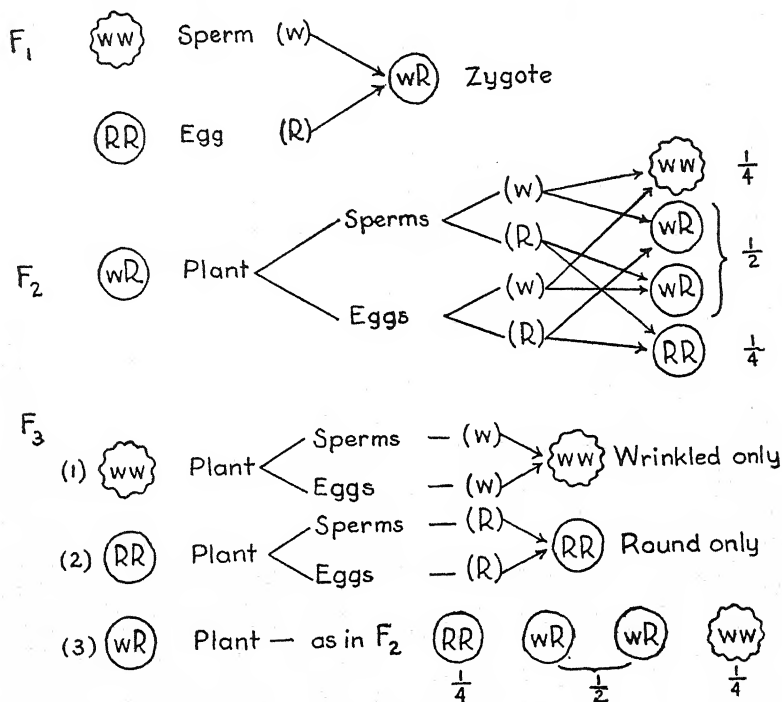 F1 ww Sperm (w)
wR Zygote
RR Egg (R)
F2 wR Plant
Sperms (w) (R)
Eggs (w) (R)
ww 1/4
wR
wR 1/2
RR 1/4
F3
(1) ww Plant Sperms — (w)
Eggs — (w)
ww Wrinkled only
(2) RR Plant Sperms — (R)
Eggs — (R)
RR Round only
(3) wR Plant — as in F2 RR wR wR ww
1/4 1/2 1/4